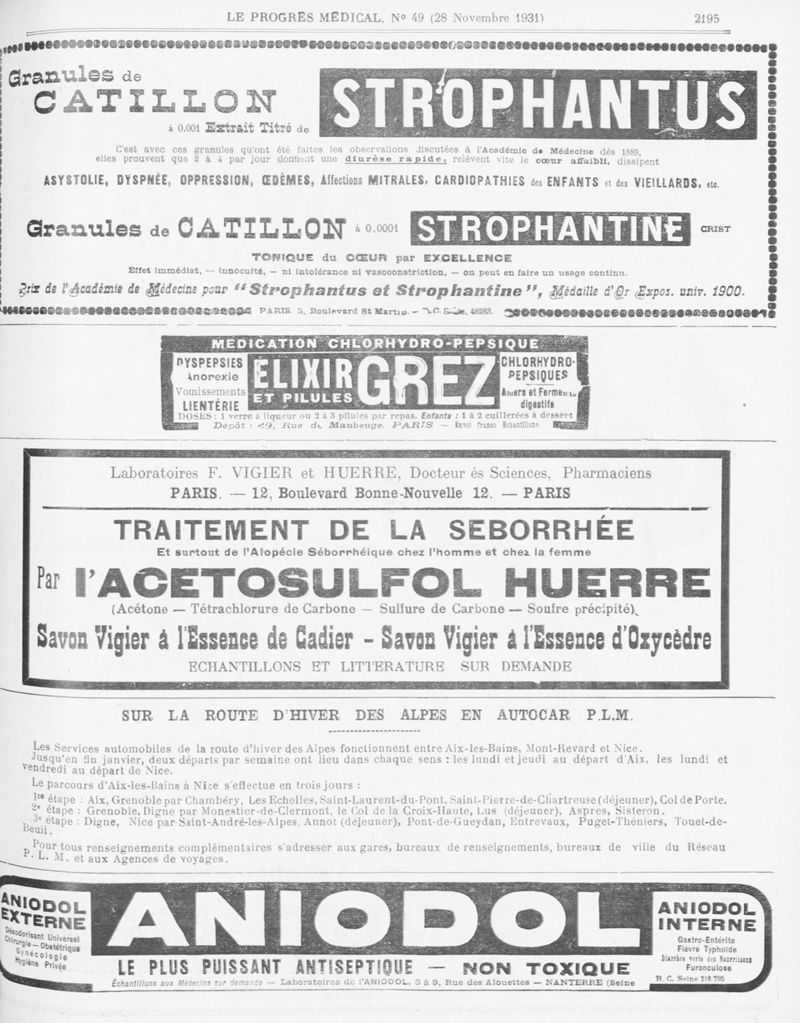 LE PROGRÈS MÉDICAL, No 49 (28 Novembre 1931) 2195
Granules de
CATILLON
à 0.001 Extrait Titré de
STROPHANTUS
C'est avec ces granules qu'ont été faites les observations discutées à l'Académie de Médecine dès 1889,
elles prouvent que 2 à 4 par jour donnent une diurèse rapide, relèvent vite le cœur affaibli, dissipent
ASYSTOLIE, DYSPNÉE, OPPRESSION, ŒDÈMES, Affections MITRALES, CARDIOPATHIES des ENFANTS et des VIEILLARDS, etc.
Granules de CATILLON à 0,0001 STROPHANTINE CRIST
TONIQUE du CŒUR par EXCELLENCE
Effet immédiat, — innocuité, — ni intolérance ni vasoconstriction, — on peut en faire un usage continu.
Prix de l'Académie de Médecine pour "Strophantus et Strophantine", Médaille d'Or Expos. univ. 1900.
PARIS, 3, Boulevard St Martin. — R.C. Seine, 48283.
MEDICATION CHLORHYDRO-PEPSIQUE
DYSPEPSIES
Anorexie
Vomissements
LIENTÉRIE
ÉLIXIR
ET PILULES
GREZ
CHLORHYDRO-
PEPSIQUES
Amers et Ferments
digestifs
DOSES : 1 verre à liqueur ou 2 à 3 pilules par repas. Enfants : 1 à 2 cuillerées à dessert
Dépôt : 49, Rue de Maubeuge. PARIS — Envoi franco Echantillons.
Laboratoires F. VIGIER et HUERRE, Docteur ès Sciences, Pharmaciens
PARIS. — 12, Boulevard Bonne-Nouvelle 12. — PARIS
TRAITEMENT DE LA SEBORRHÉE
Et surtout de l'Alopécie Séborrhéique chez l'homme et chez la femme
Par l'ACETOSULFOL HUERRE
(Acétone — Tétrachlorure de Carbone — Sulfure de Carbone — Soufre précipité).
Savon Vigier à l'Essence de Cadier - Savon Vigier à l'Essence d'Oxycèdre
ECHANTILLONS ET LITTERATURE SUR DEMANDE
SUR LA ROUTE D'HIVER DES ALPES EN AUTOCAR P.L.M.
Les Services automobiles de la route d'hiver des Alpes fonctionnent entre Aix-les-Bains, Mont-Revard et Nice.
Jusqu'en fin janvier, deux départs par semaine ont lieu dans chaque sens : les lundi et jeudi au départ d'Aix, les lundi et
vendredi au départ de Nice.
Le parcours d'Aix-les-Bains à Nice s'effectue en trois jours :
1re étape : Aix, Grenoble par Chambéry, Les Echelles, Saint-Laurent-du-Pont, Saint-Pierre-de-Chartreuse (déjeuner), Col de Porte.
2e étape : Grenoble, Digne par Monestier-de-Clermont, le Col de la Croix-Haute, Lus (déjeuner), Aspres, Sisteron.
3e étape : Digne, Nice par Saint-André-les-Alpes, Annot (déjeuner), Pont-de-Gueydan, Entrevaux, Puget-Théniers, Touet-de-
Beuil.
Pour tous renseignements complémentaires s'adresser aux gares, bureaux de renseignements, bureaux de ville du Réseau
P. L. M. et aux Agences de voyages.
ANIODOL
EXTERNE
Désodorisant Universel
Chirurgie — Obstétrique
Gynécologie
Hygiène Privée
ANIODOL
LE PLUS PUISSANT ANTISEPTIQUE — NON TOXIQUE
Échantillons aux Médecins sur demande — Laboratoires de l'ANIODOL, 3 à 9, Rue des Alouettes — NANTERRE (Seine
ANIODOL
INTERNE
Gastro-Entérite
Fièvre Typhoïde
Diarrhée verte des Nourrissons
Furonculose
R. C. Seine 218.795